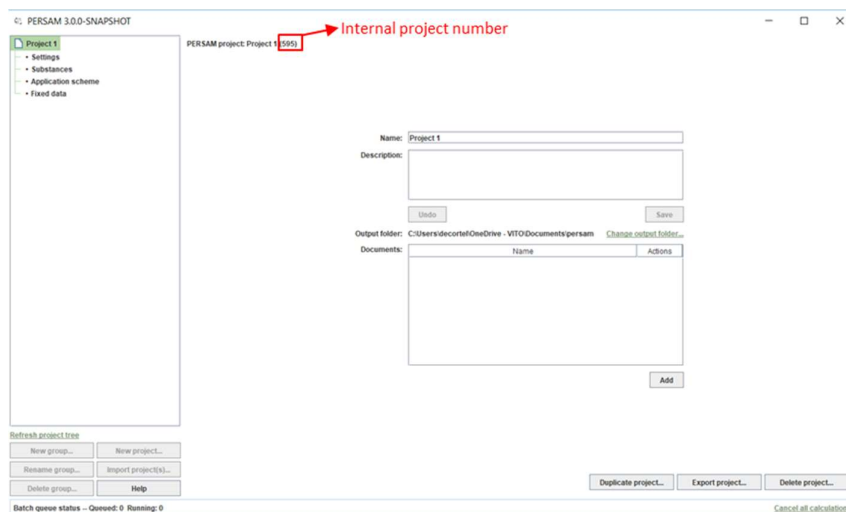 PERSAM 3.0.0-SNAPSHOT
Internal project number
Project 1
• Settings
• Substances
• Application scheme
• Fixed data
PERSAM project: Project 1 (595)
Name: Project 1
Description:
Undo Save
Output folder: C:\Users\decortel\OneDrive - VITO\Documents\persam Change output folder...
Documents: Name Actions
Add
Refresh project tree
New group... New project...
Rename group... Import project(s)...
Delete group... Help
Duplicate project... Export project... Delete project...
Batch queue status -- Queued: 0 Running: 0 Cancel all calculation